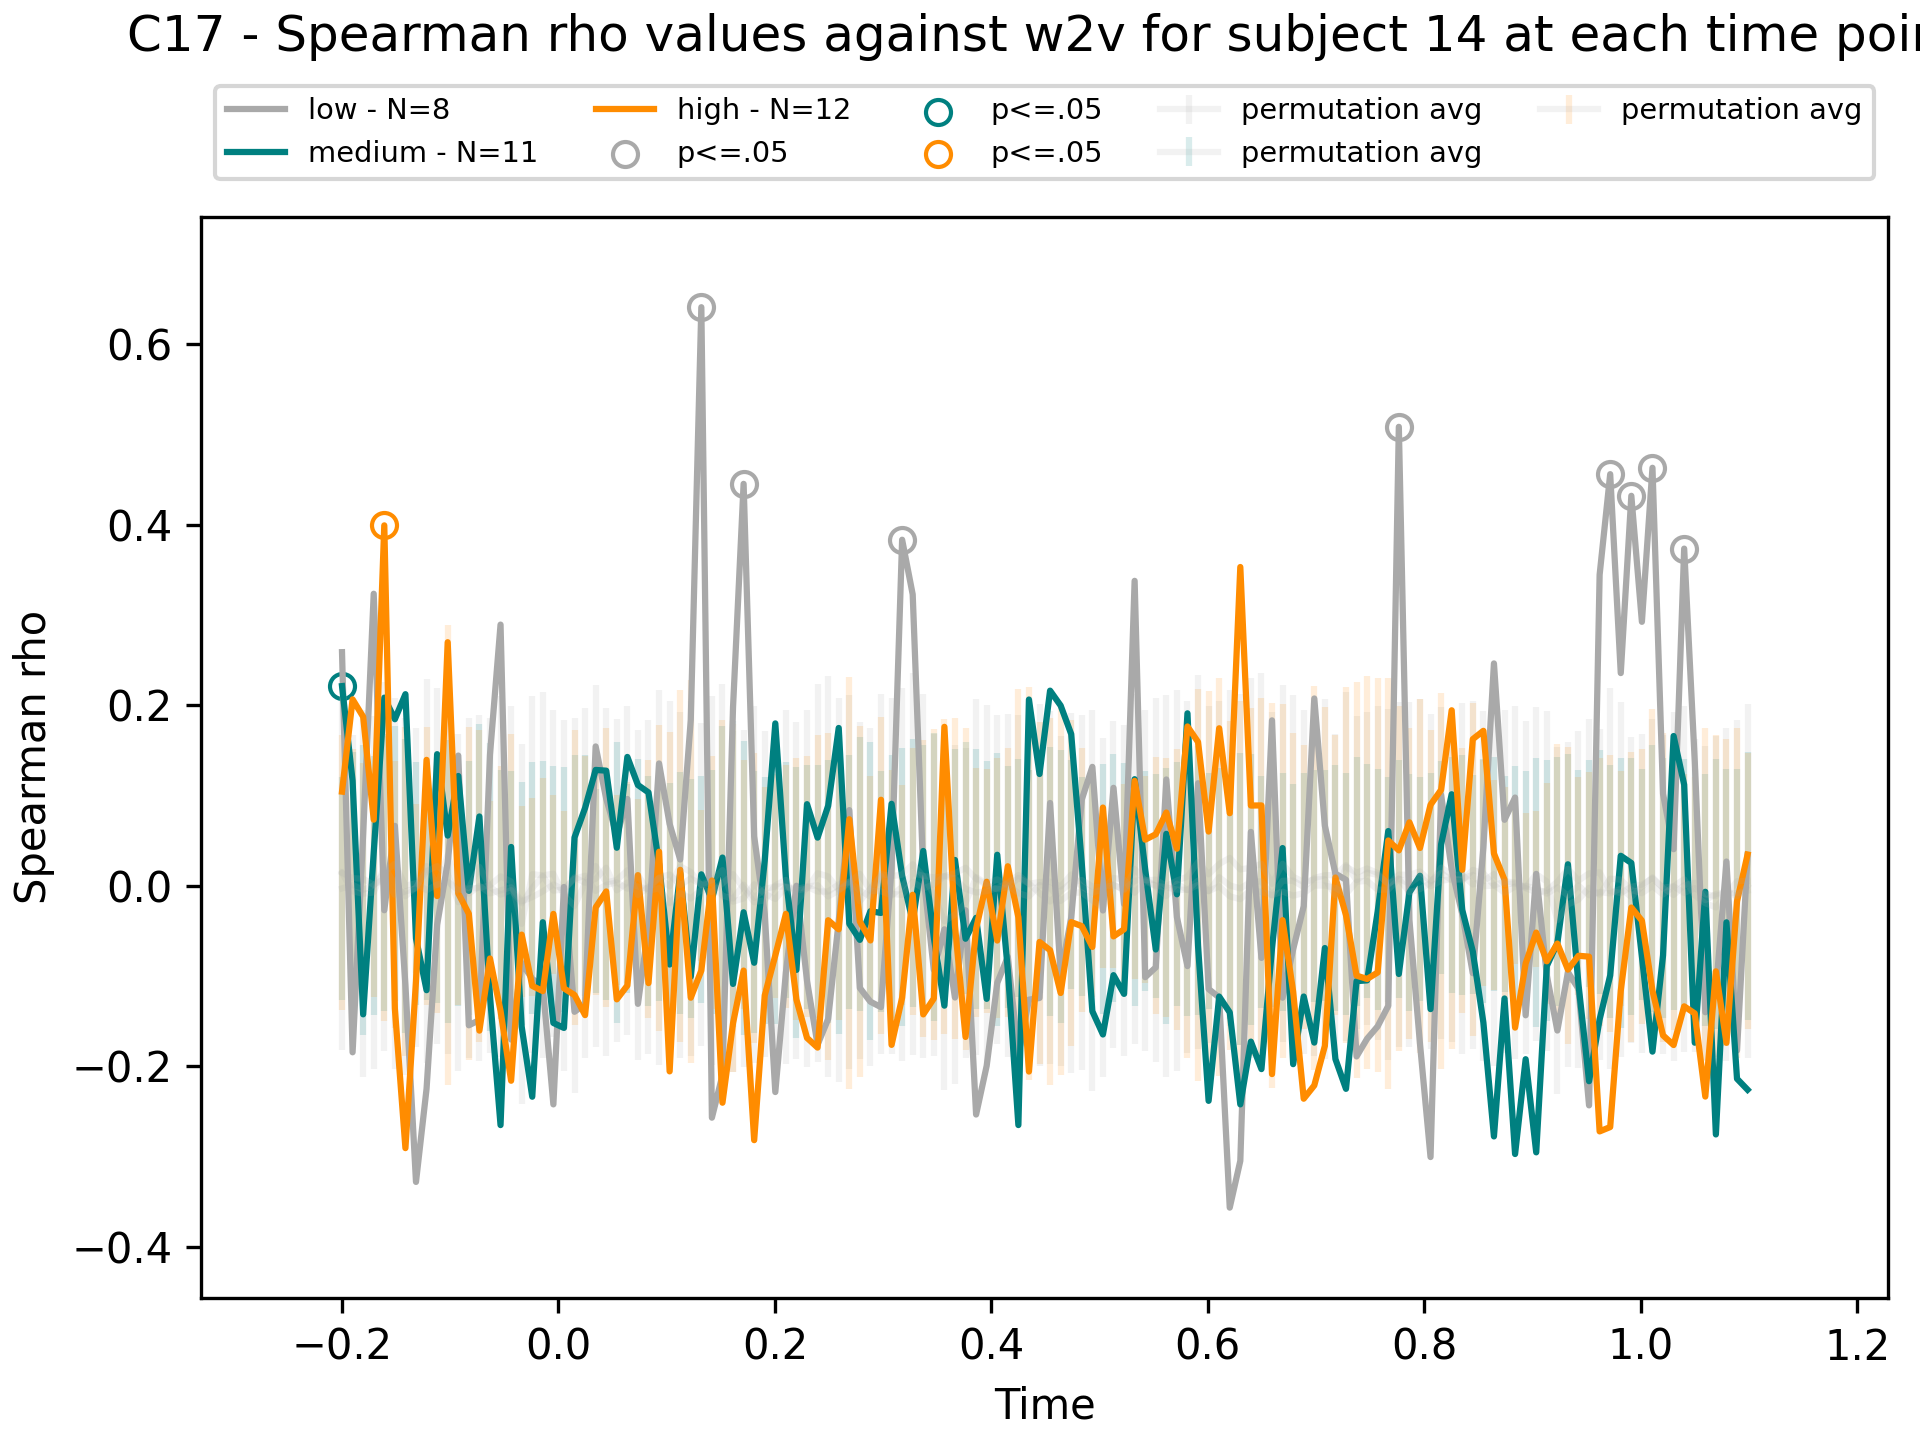 C17 - Spearman rho values against w2v for subject 14 at each time poi
low - N=8 high - N=12 p<=.05 permutation avg permutation avg
medium - N=11 p<=.05 p<=.05 permutation avg
Spearman rho
0.6
0.4
0.2
0.0
−0.2
−0.4
−0.2 0.0 0.2 0.4 0.6 0.8 1.0 1.2
Time